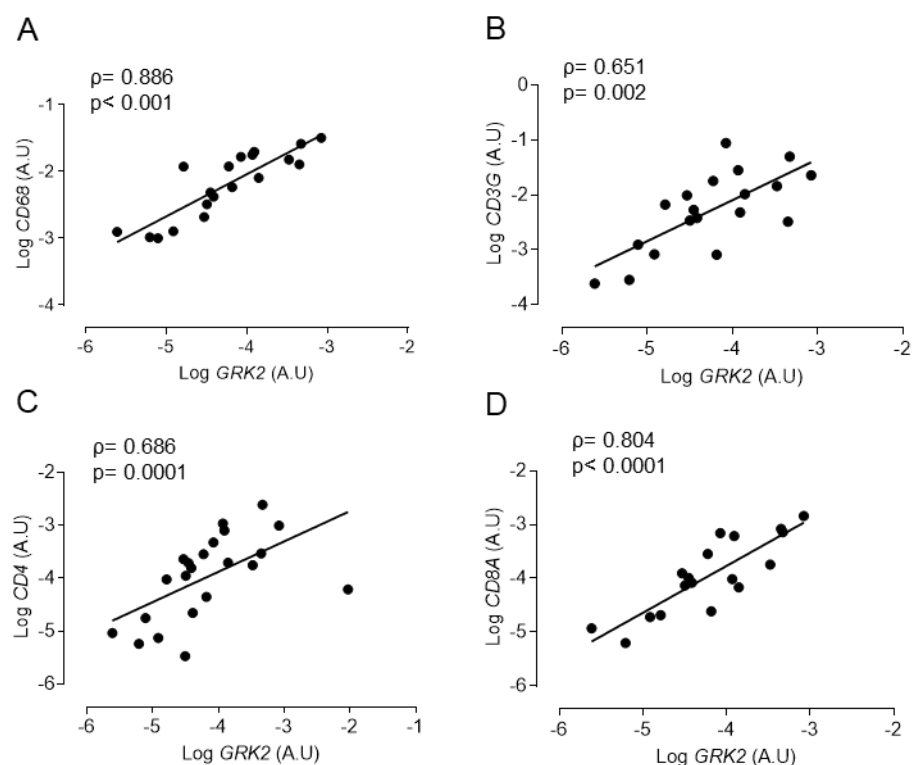 A
ρ= 0.886
p< 0.001
-1
-2
-3
-4
Log CD68 (A.U)
-6 -5 -4 -3 -2
Log GRK2 (A.U)
B
ρ= 0.651
p= 0.002
0
-1
-2
-3
-4
Log CD3G (A.U)
-6 -5 -4 -3 -2
Log GRK2 (A.U)
C
ρ= 0.686
p= 0.0001
-2
-3
-4
-5
-6
Log CD4 (A.U)
-6 -5 -4 -3 -2 -1
Log GRK2 (A.U)
D
ρ= 0.804
p< 0.0001
-2
-3
-4
-5
-6
Log CD8A (A.U)
-6 -5 -4 -3 -2
Log GRK2 (A.U)